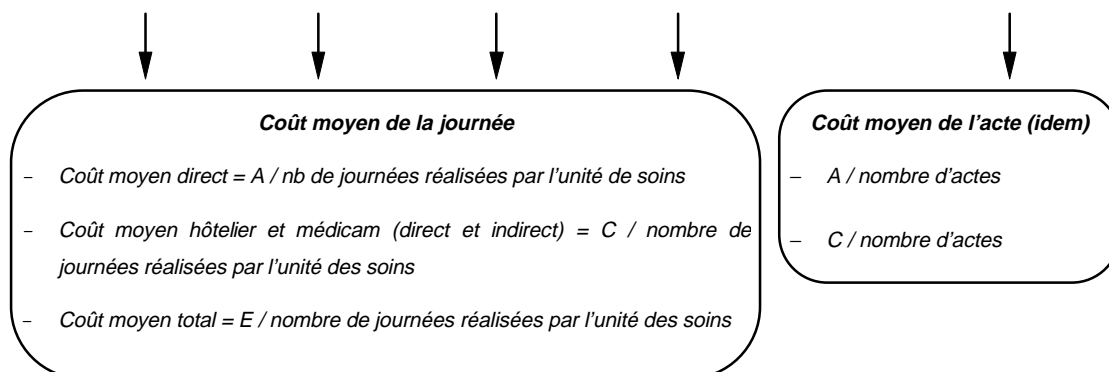 Coût moyen de la journée
– Coût moyen direct = A / nb de journées réalisées par l'unité de soins
– Coût moyen hôtelier et médicam (direct et indirect) = C / nombre de
journées réalisées par l'unité des soins
– Coût moyen total = E / nombre de journées réalisées par l'unité des soins
Coût moyen de l'acte (idem)
– A / nombre d'actes
– C / nombre d'actes